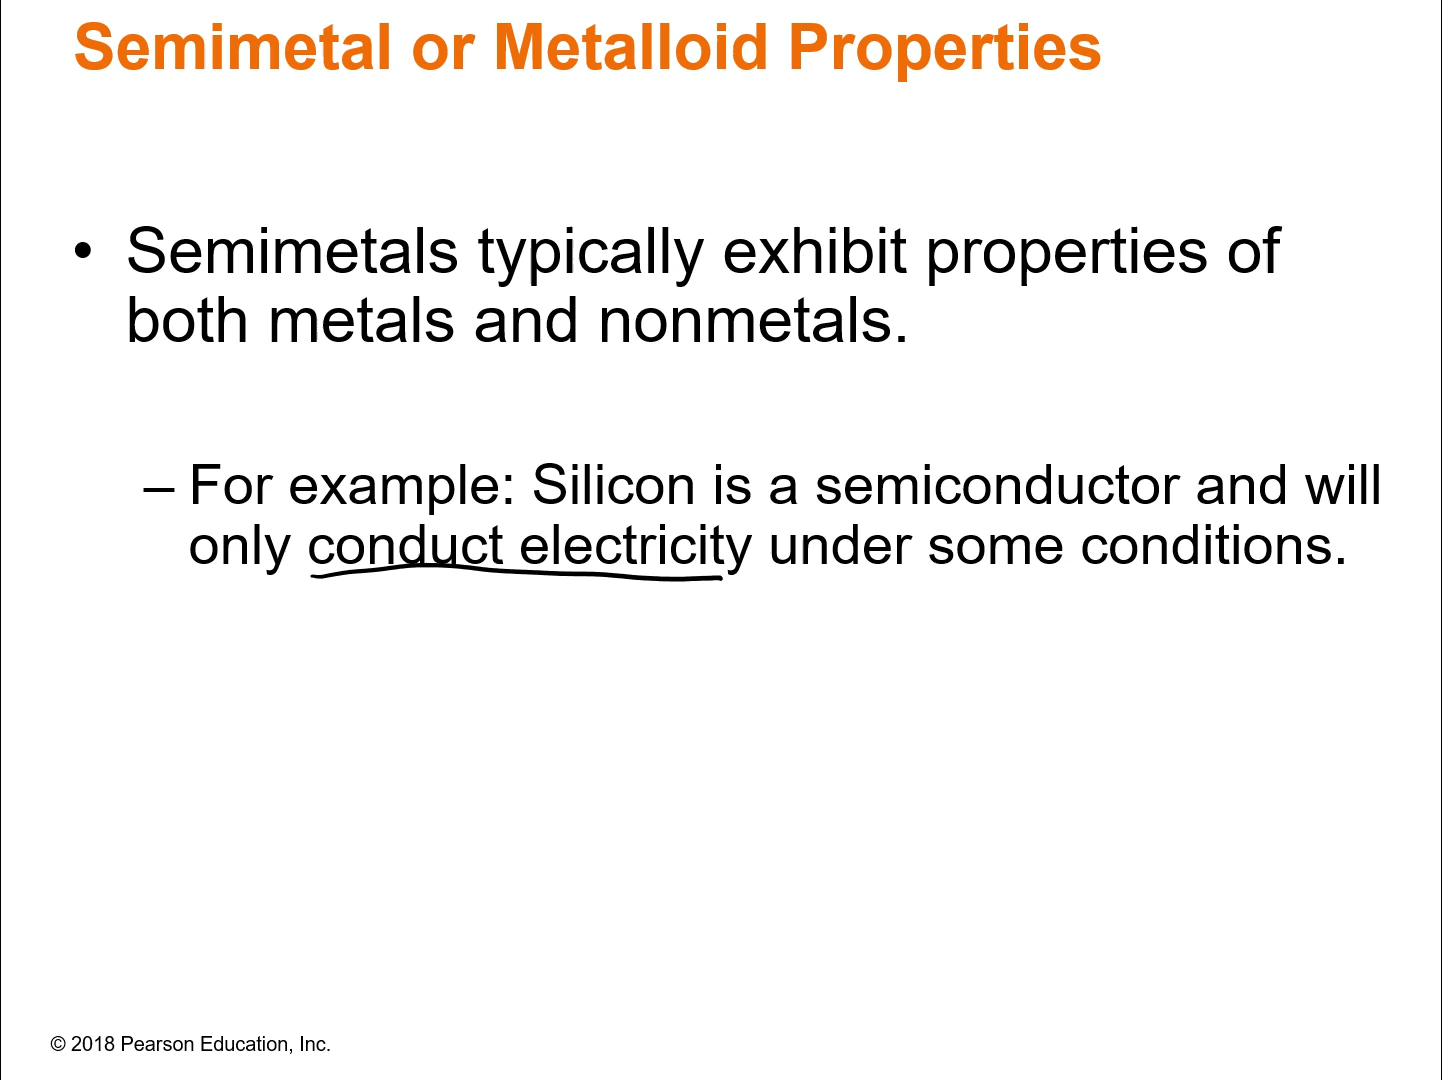 Semimetal or Metalloid Properties
• Semimetals typically exhibit properties of
both metals and nonmetals.
– For example: Silicon is a semiconductor and will
only conduct electricity under some conditions.
© 2018 Pearson Education, Inc.